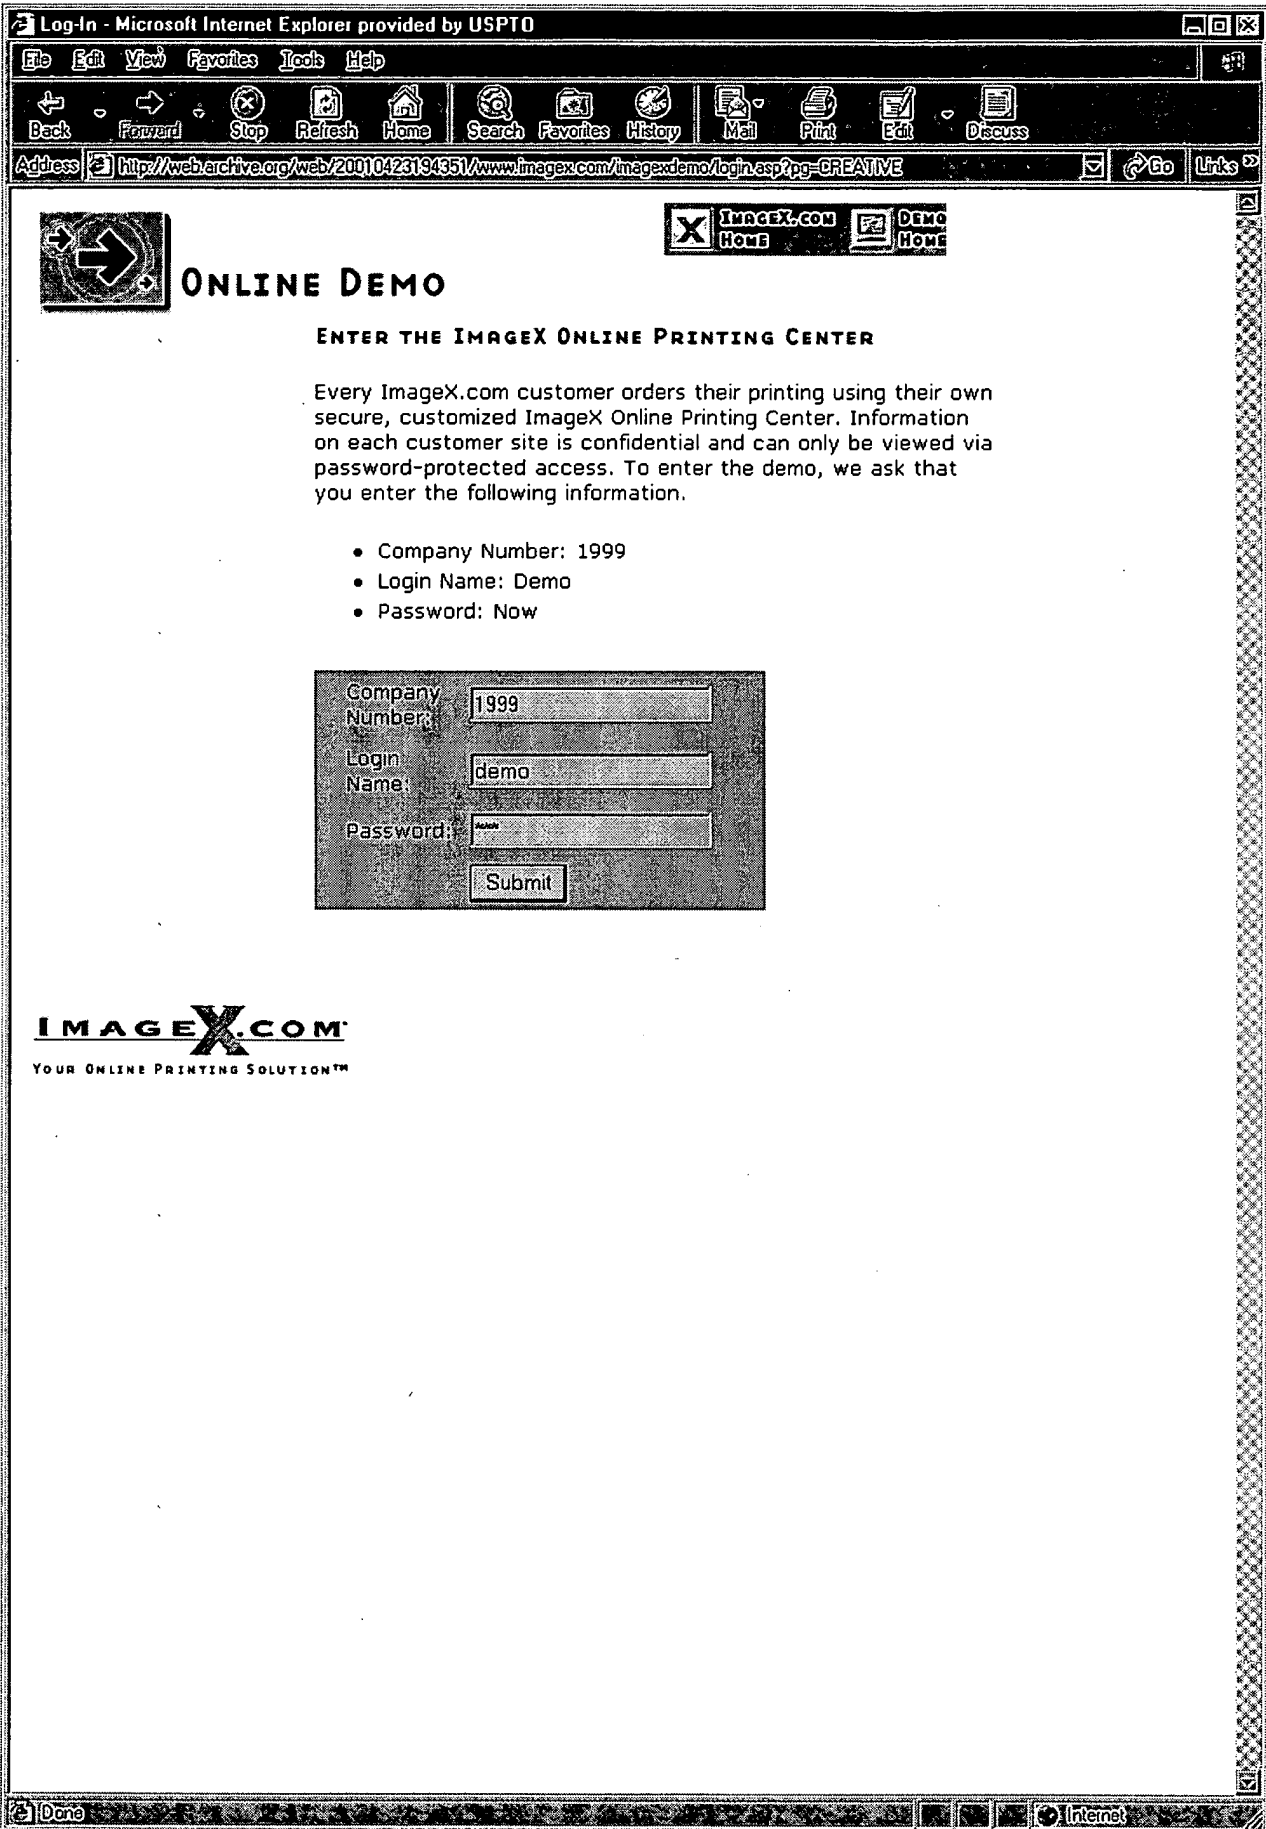 Log-In - Microsoft Internet Explorer provided by USPTO
File Edit View Favorites Tools Help
Back Forward Stop Refresh Home Search Favorites History Mail Print Edit Discuss
Address http://web.archive.org/web/20010423194351/www.imagex.com/imagexdemo/login.asp?pg=CREATIVE Go Links »
X IMAGEX.COM HOME DEMO HOME
ONLINE DEMO
ENTER THE IMAGEX ONLINE PRINTING CENTER
Every ImageX.com customer orders their printing using their own
secure, customized ImageX Online Printing Center. Information
on each customer site is confidential and can only be viewed via
password-protected access. To enter the demo, we ask that
you enter the following information.
• Company Number: 1999
• Login Name: Demo
• Password: Now
Company
Number: 1999
Login
Name: demo
Password: ***
Submit
IMAGEX.COM
YOUR ONLINE PRINTING SOLUTION™
Done Internet